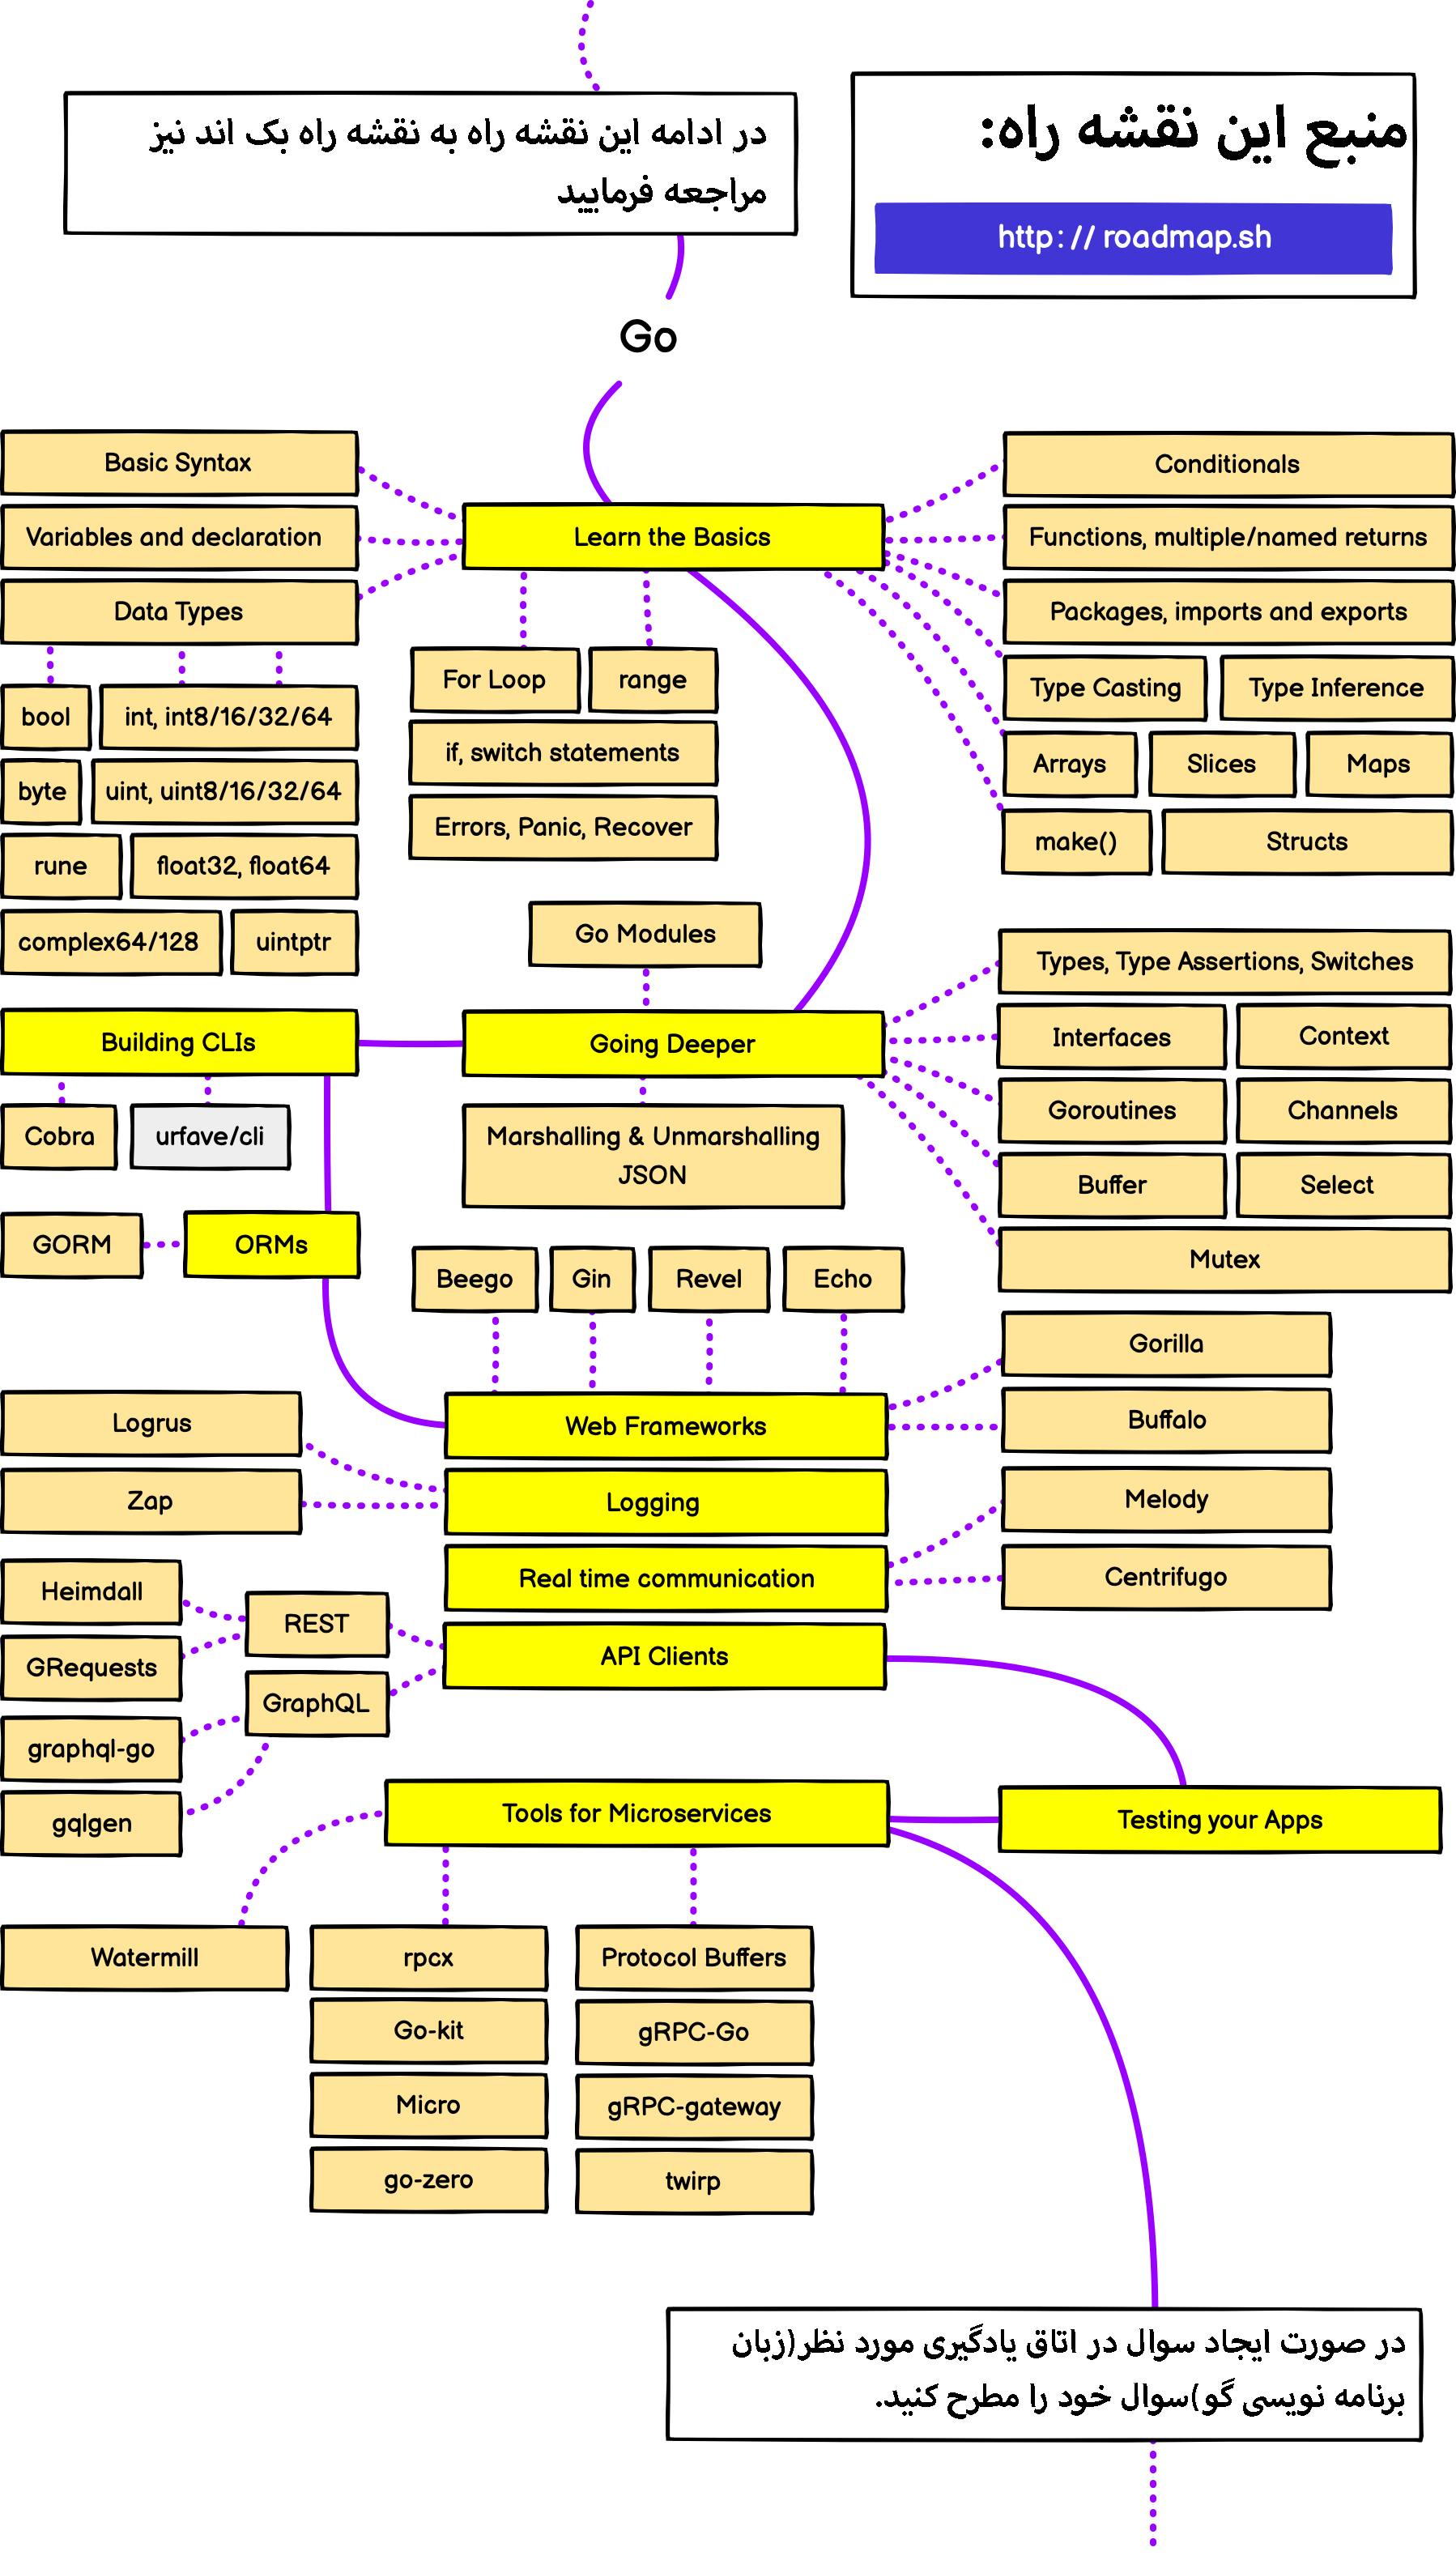 در ادامه این نقشه راه به نقشه راه بک اند نیز
مراجعه فرمایید
منبع این نقشه راه:
http://roadmap.sh
Go
Basic Syntax
Variables and declaration
Data Types
bool
int, int8/16/32/64
byte
uint, uint8/16/32/64
rune
float32, float64
complex64/128
uintptr
Learn the Basics
For Loop
range
if, switch statements
Errors, Panic, Recover
Conditionals
Functions, multiple/named returns
Packages, imports and exports
Type Casting
Type Inference
Arrays
Slices
Maps
make()
Structs
Go Modules
Going Deeper
Marshalling & Unmarshalling
JSON
Types, Type Assertions, Switches
Interfaces
Context
Goroutines
Channels
Buffer
Select
Mutex
Building CLIs
Cobra
urfave/cli
GORM
ORMs
Beego
Gin
Revel
Echo
Web Frameworks
Gorilla
Buffalo
Logrus
Zap
Logging
Real time communication
Melody
Centrifugo
Heimdall
GRequests
REST
GraphQL
graphql-go
gqlgen
API Clients
Tools for Microservices
Testing your Apps
Watermill
rpcx
Go-kit
Micro
go-zero
Protocol Buffers
gRPC-Go
gRPC-gateway
twirp
در صورت ایجاد سوال در اتاق یادگیری مورد نظر(زبان
برنامه نویسی گو)سوال خود را مطرح کنید.